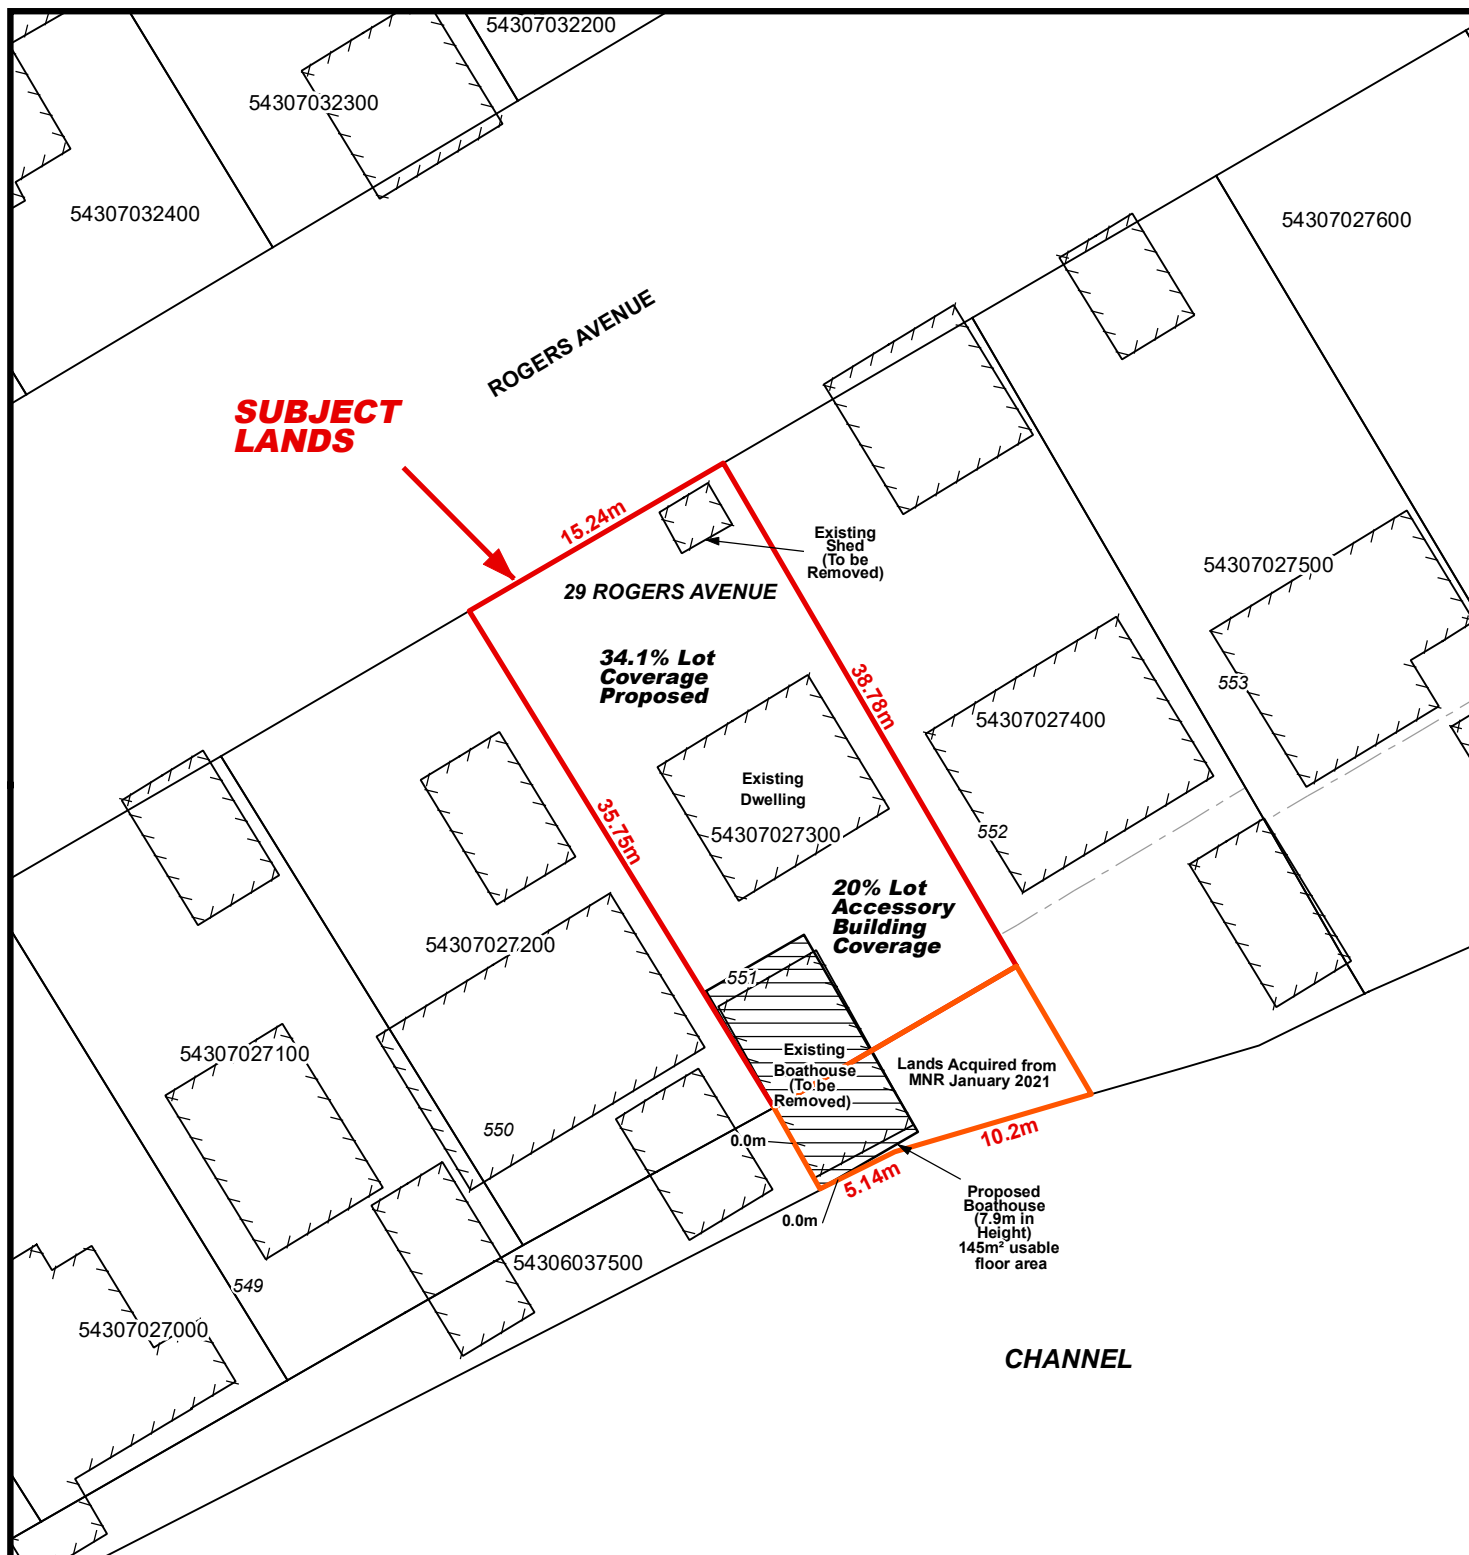 54307032200
54307032300
54307032400
54307027600
ROGERS AVENUE
SUBJECT
LANDS
15.24m
Existing
Shed
(To be
Removed)
29 ROGERS AVENUE
54307027500
34.1% Lot
Coverage
Proposed
38.78m
553
54307027400
Existing
Dwelling
35.75m
54307027300
552
20% Lot
Accessory
Building
Coverage
54307027200
551
54307027100
Existing
Boathouse
(To be
Removed)
Lands Acquired from
MNR January 2021
550
0.0m
10.2m
5.14m
0.0m
Proposed
Boathouse
(7.9m in
Height)
145m² usable
floor area
54306037500
549
54307027000
CHANNEL